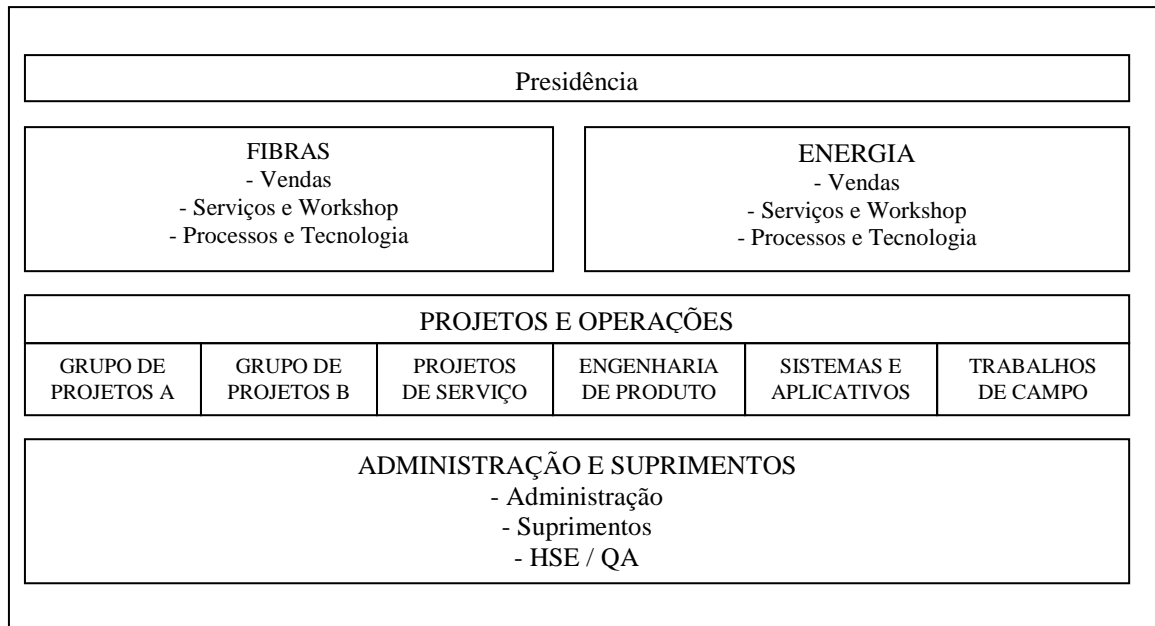 Presidência
FIBRAS
- Vendas
- Serviços e Workshop
- Processos e Tecnologia
ENERGIA
- Vendas
- Serviços e Workshop
- Processos e Tecnologia
PROJETOS E OPERAÇÕES
GRUPO DE
PROJETOS A
GRUPO DE
PROJETOS B
PROJETOS
DE SERVIÇO
ENGENHARIA
DE PRODUTO
SISTEMAS E
APLICATIVOS
TRABALHOS
DE CAMPO
ADMINISTRAÇÃO E SUPRIMENTOS
- Administração
- Suprimentos
- HSE / QA